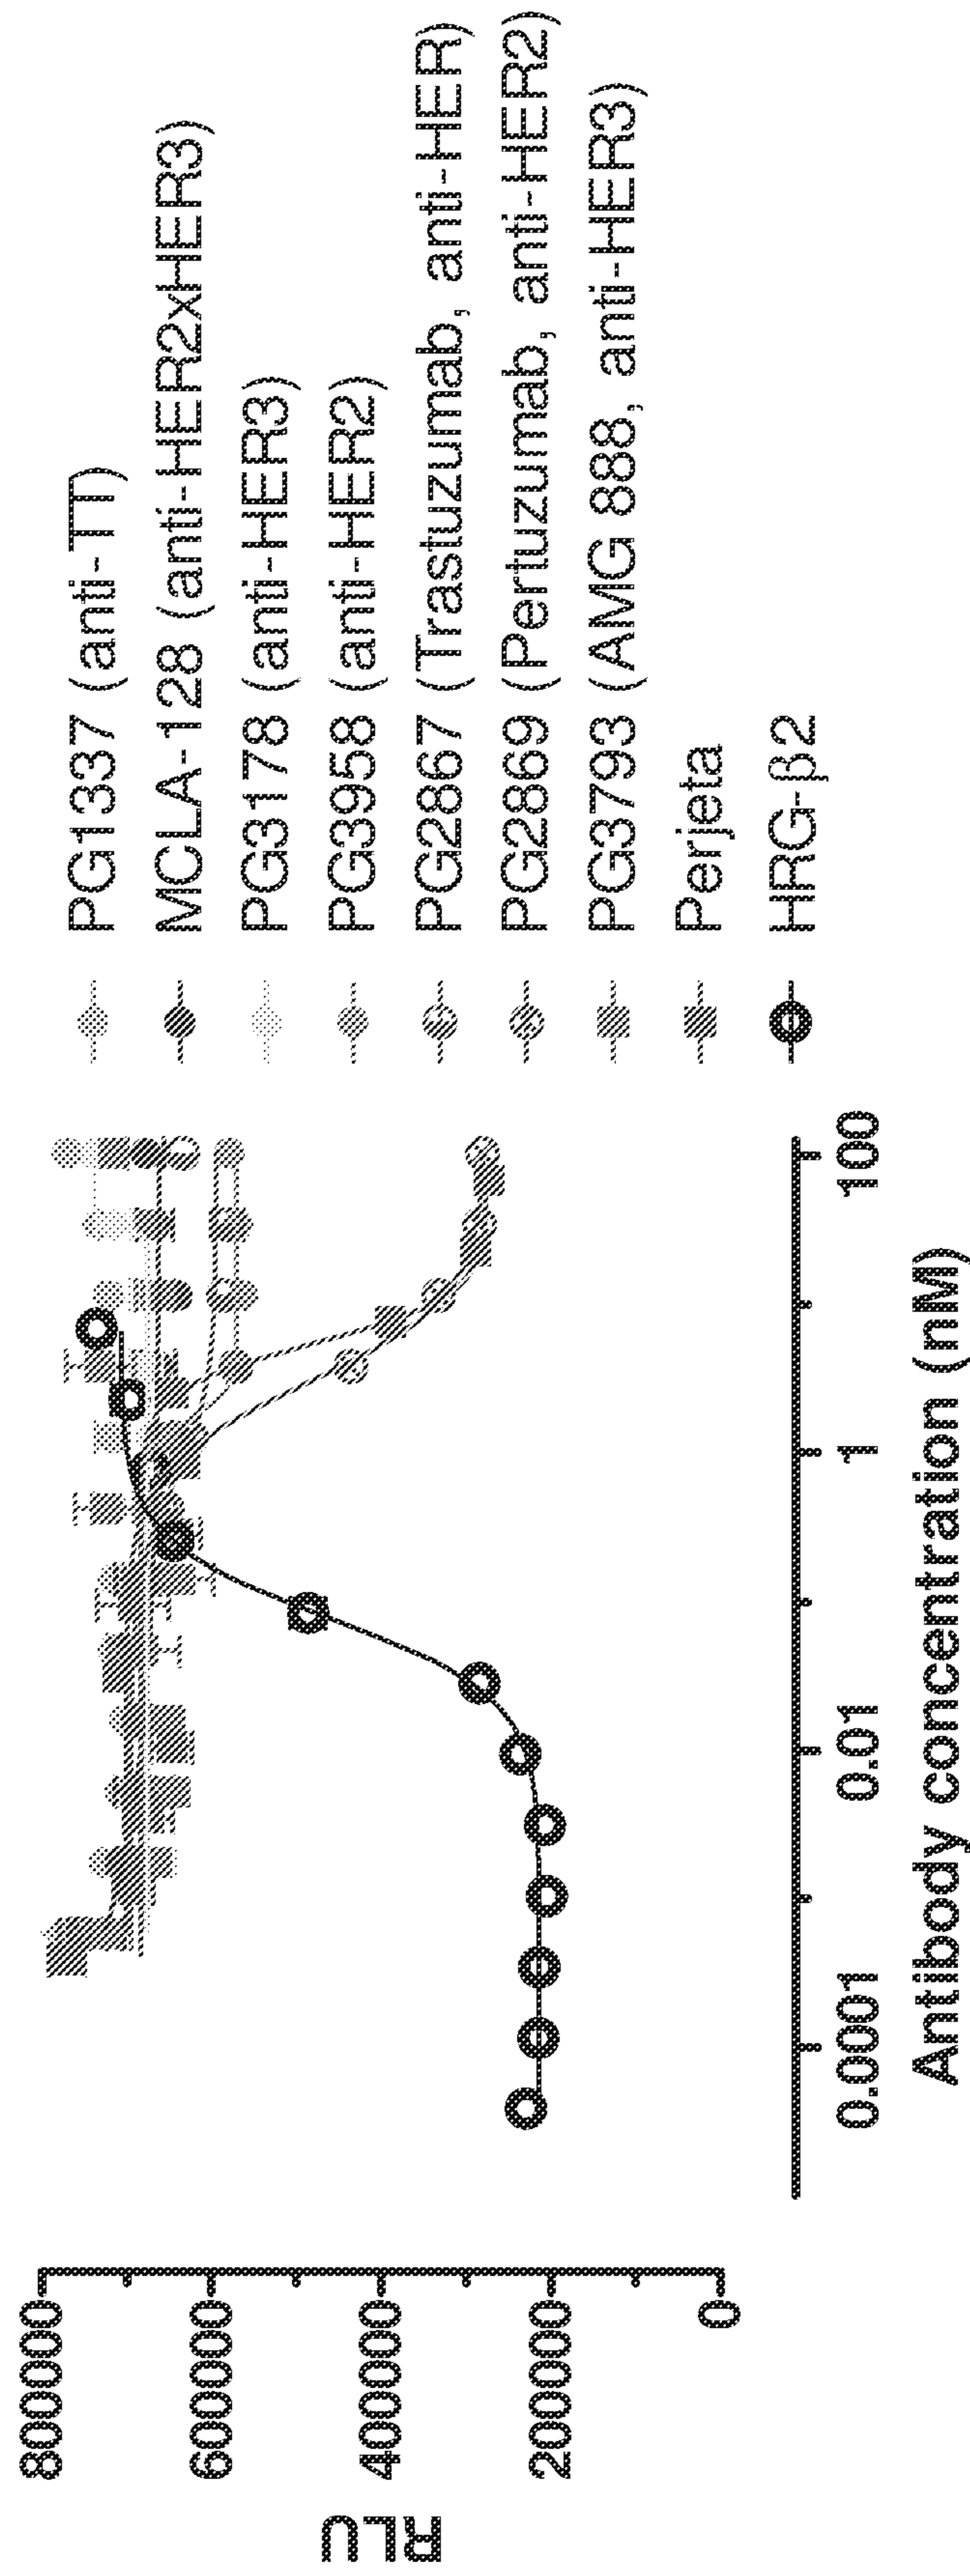 RLU
800000
600000
400000
200000
0
0.0001
0.01
1
100
Antibody concentration (nM)
PG1337 (anti-TT)
MCLA-128 (anti-HER2xHER3)
PG3178 (anti-HER3)
PG3958 (anti-HER2)
PG2867 (Trastuzumab, anti-HER)
PG2869 (Pertuzumab, anti-HER2)
PG3793 (AMG 888, anti-HER3)
Perjeta
HRG-β2